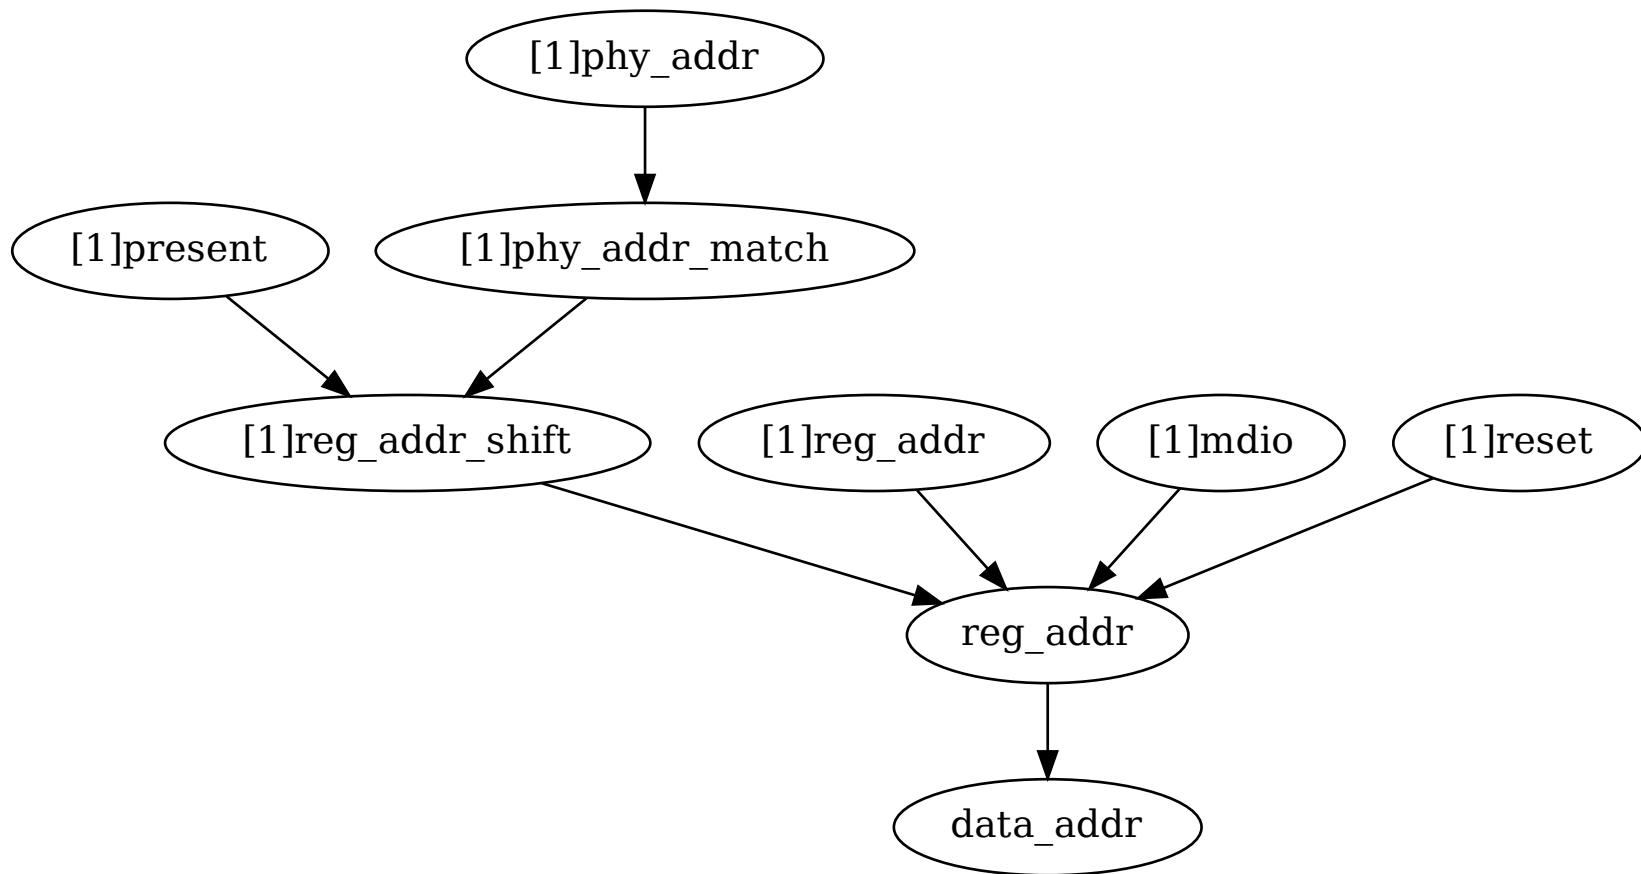 [1]phy_addr
[1]present
[1]phy_addr_match
[1]reg_addr_shift
[1]reg_addr
[1]mdio
[1]reset
reg_addr
data_addr